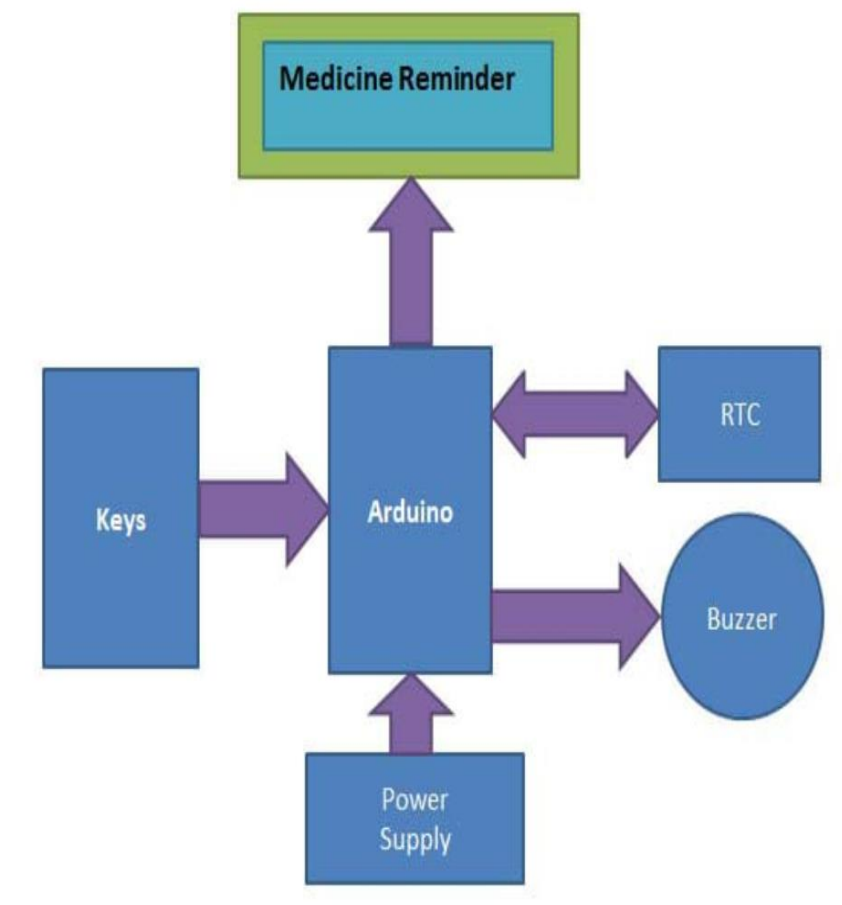 Medicine Reminder
Keys
Arduino
RTC
Buzzer
Power
Supply